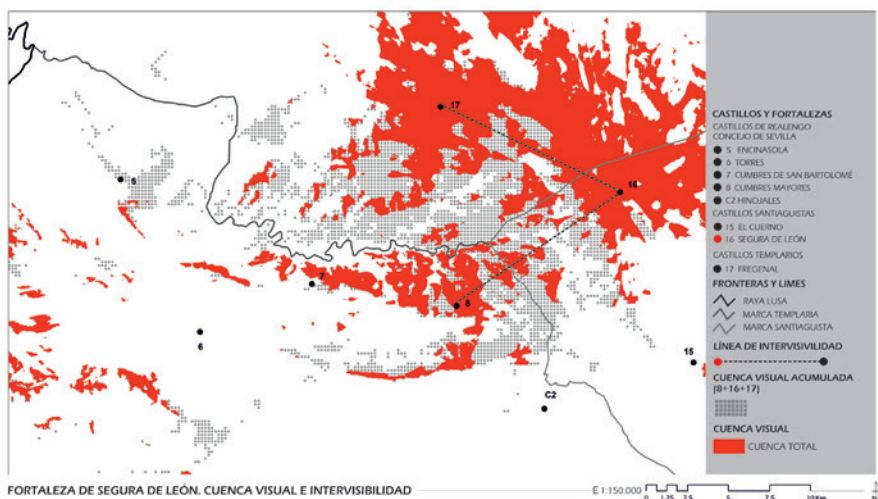 17
5
16
7
8
6
15
C2
CASTILLOS Y FORTALEZAS
CASTILLOS DE REALENGO
CONCEJO DE SEVILLA
5 ENCINASOLA
6 TORRES
7 CUMBRES DE SAN BARTOLOMÉ
8 CUMBRES MAYORES
C2 HINOJALES
CASTILLOS SANTIAGUISTAS
15 EL CUERNO
16 SEGURA DE LEÓN
CASTILLOS TEMPLARIOS
17 FREGENAL
FRONTERAS Y LIMES
RAYA LUSA
MARCA TEMPLARIA
MARCA SANTIAGUISTA
LÍNEA DE INTERVISIVILIDAD
CUENCA VISUAL ACUMULADA
(8+16+17)
CUENCA VISUAL
CUENCA TOTAL
FORTALEZA DE SEGURA DE LEÓN. CUENCA VISUAL E INTERVISIBILIDAD
E 1:150.000
0 1.25 2.5 5 7.5 10 Km